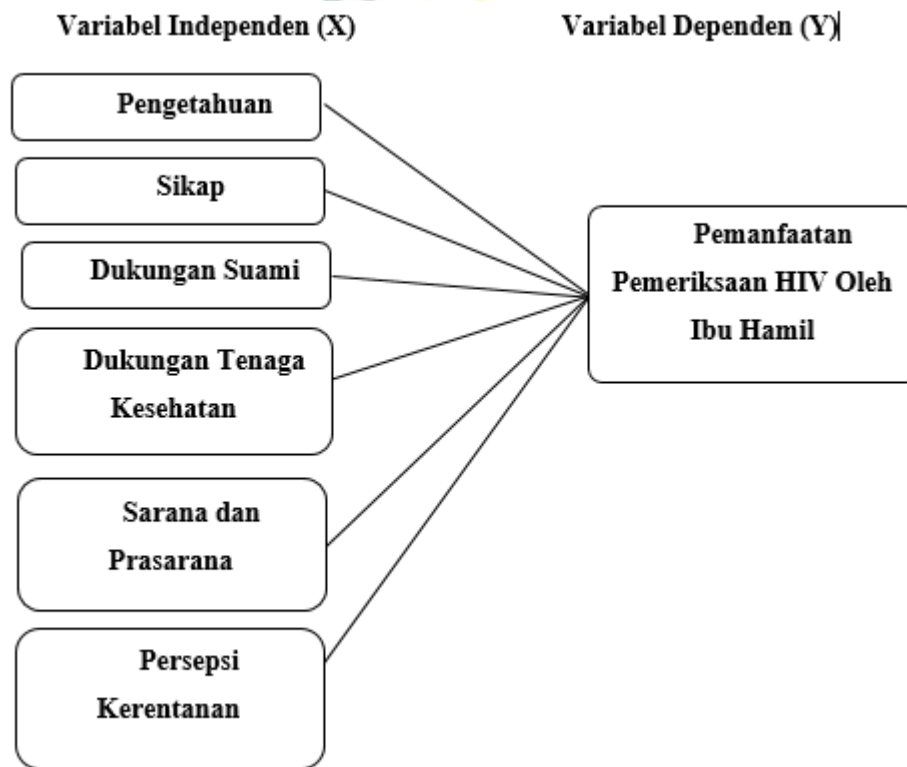 Variabel Independen (X)
Variabel Dependen (Y)
Pengetahuan
Sikap
Dukungan Suami
Dukungan Tenaga
Kesehatan
Sarana dan
Prasarana
Persepsi
Kerentanan
Pemanfaatan
Pemeriksaan HIV Oleh
Ibu Hamil